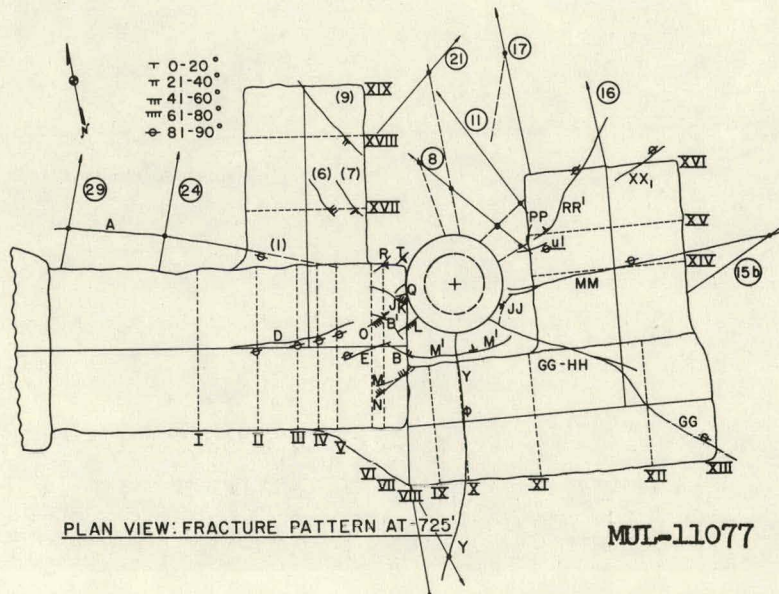 0-20°
21-40°
41-60°
61-80°
81-90°
N
29
24
A
(1)
(9)
(6)
(7)
XIX
XVIII
XVII
21
17
11
8
16
XVI
XX₁
PP
RR'
XV
u1
XIV
15b
MM
JJ
R
T
Q
J
K
B'
L
O
D
E
B
M'
M'
M
N
Y
GG-HH
GG
I
II
III
IV
V
VI
VII
VIII
IX
X
XI
XII
XIII
Y
PLAN VIEW: FRACTURE PATTERN AT -725'
MUL-11077